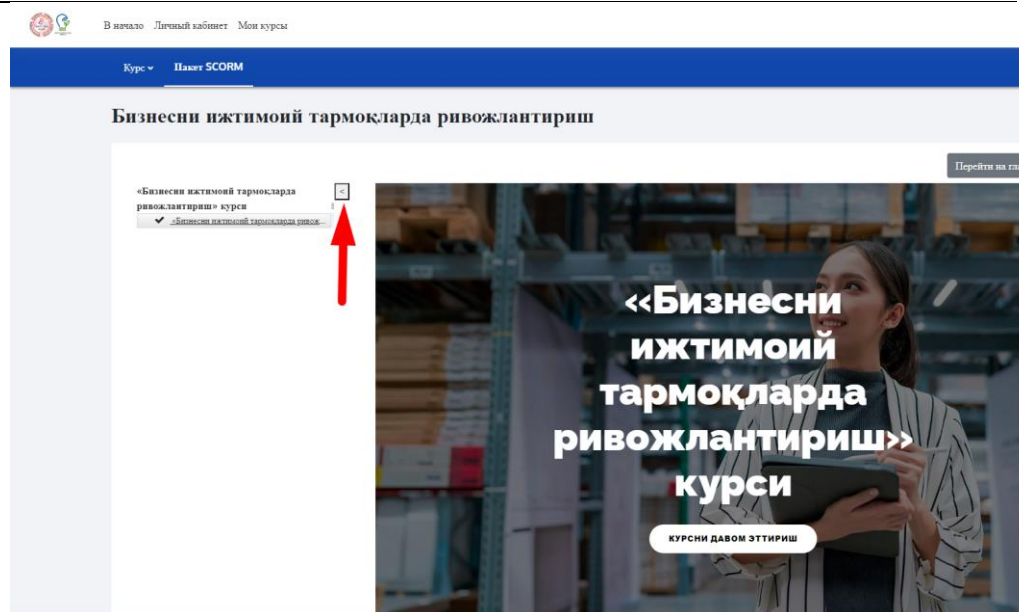 В начало Личный кабинет Мои курсы
Курс Пакет SCORM
Бизнесни ижтимоий тармоқларда ривожлантириш
Перейти на гла
«Бизнесни ижтимоий тармоқларда
ривожлантириш» курси
<
«Бизнесни ижтимоий тармоқларда ривож...
«Бизнесни
ижтимоий
тармоқларда
ривожлантириш»
курси
КУРСНИ ДАВОМ ЭТТИРИШ